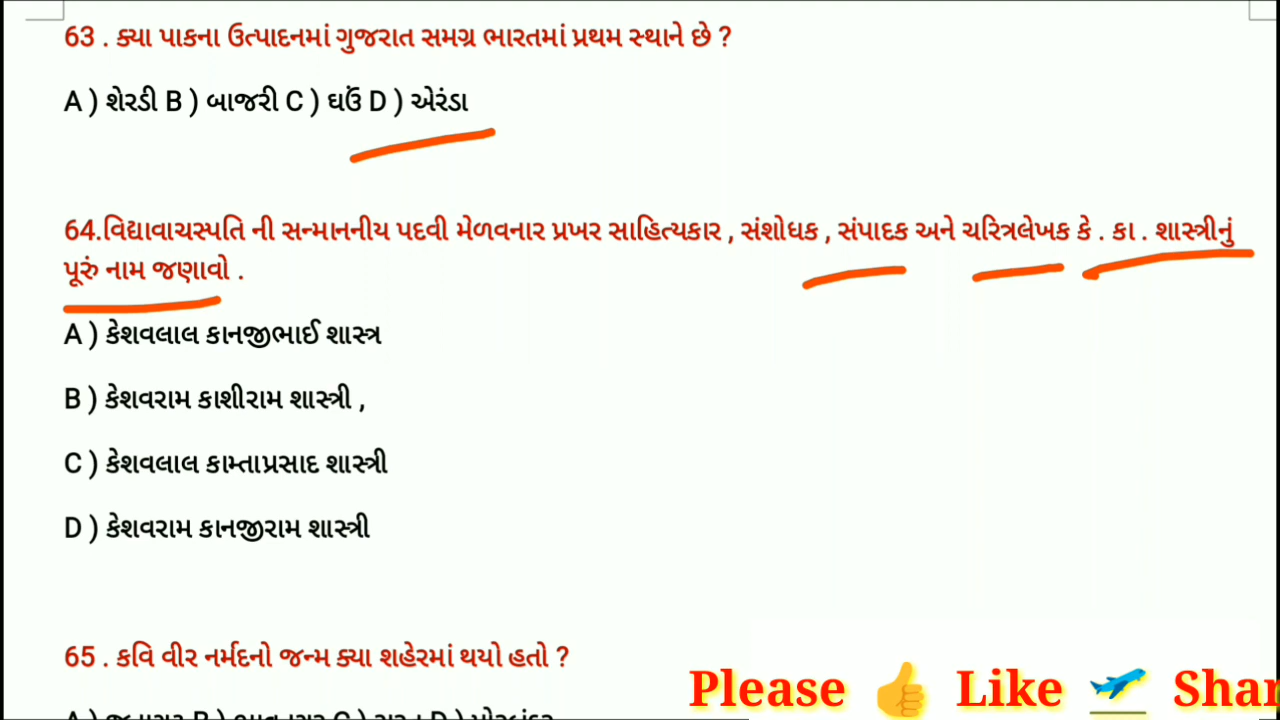 63 . ક્યા પાકના ઉત્પાદનમાં ગુજરાત સમગ્ર ભારતમાં પ્રથમ સ્થાને છે ?
A ) શેરડી B ) બાજરી C ) ઘઉં D ) એરંડા
64.વિદ્યાવાચસ્પતિ ની સન્માનનીય પદવી મેળવનાર પ્રખર સાહિત્યકાર , સંશોધક , સંપાદક અને ચરિત્રલેખક કે . કા . શાસ્ત્રીનું
પૂરું નામ જણાવો .
A ) કેશવલાલ કાનજીભાઈ શાસ્ત્ર
B ) કેશવરામ કાશીરામ શાસ્ત્રી ,
C ) કેશવલાલ કામ્તાપ્રસાદ શાસ્ત્રી
D ) કેશવરામ કાનજીરામ શાસ્ત્રી
65 . કવિ વીર નર્મદનો જન્મ ક્યા શહેરમાં થયો હતો ?
Please 👍 Like 🛫 Shar